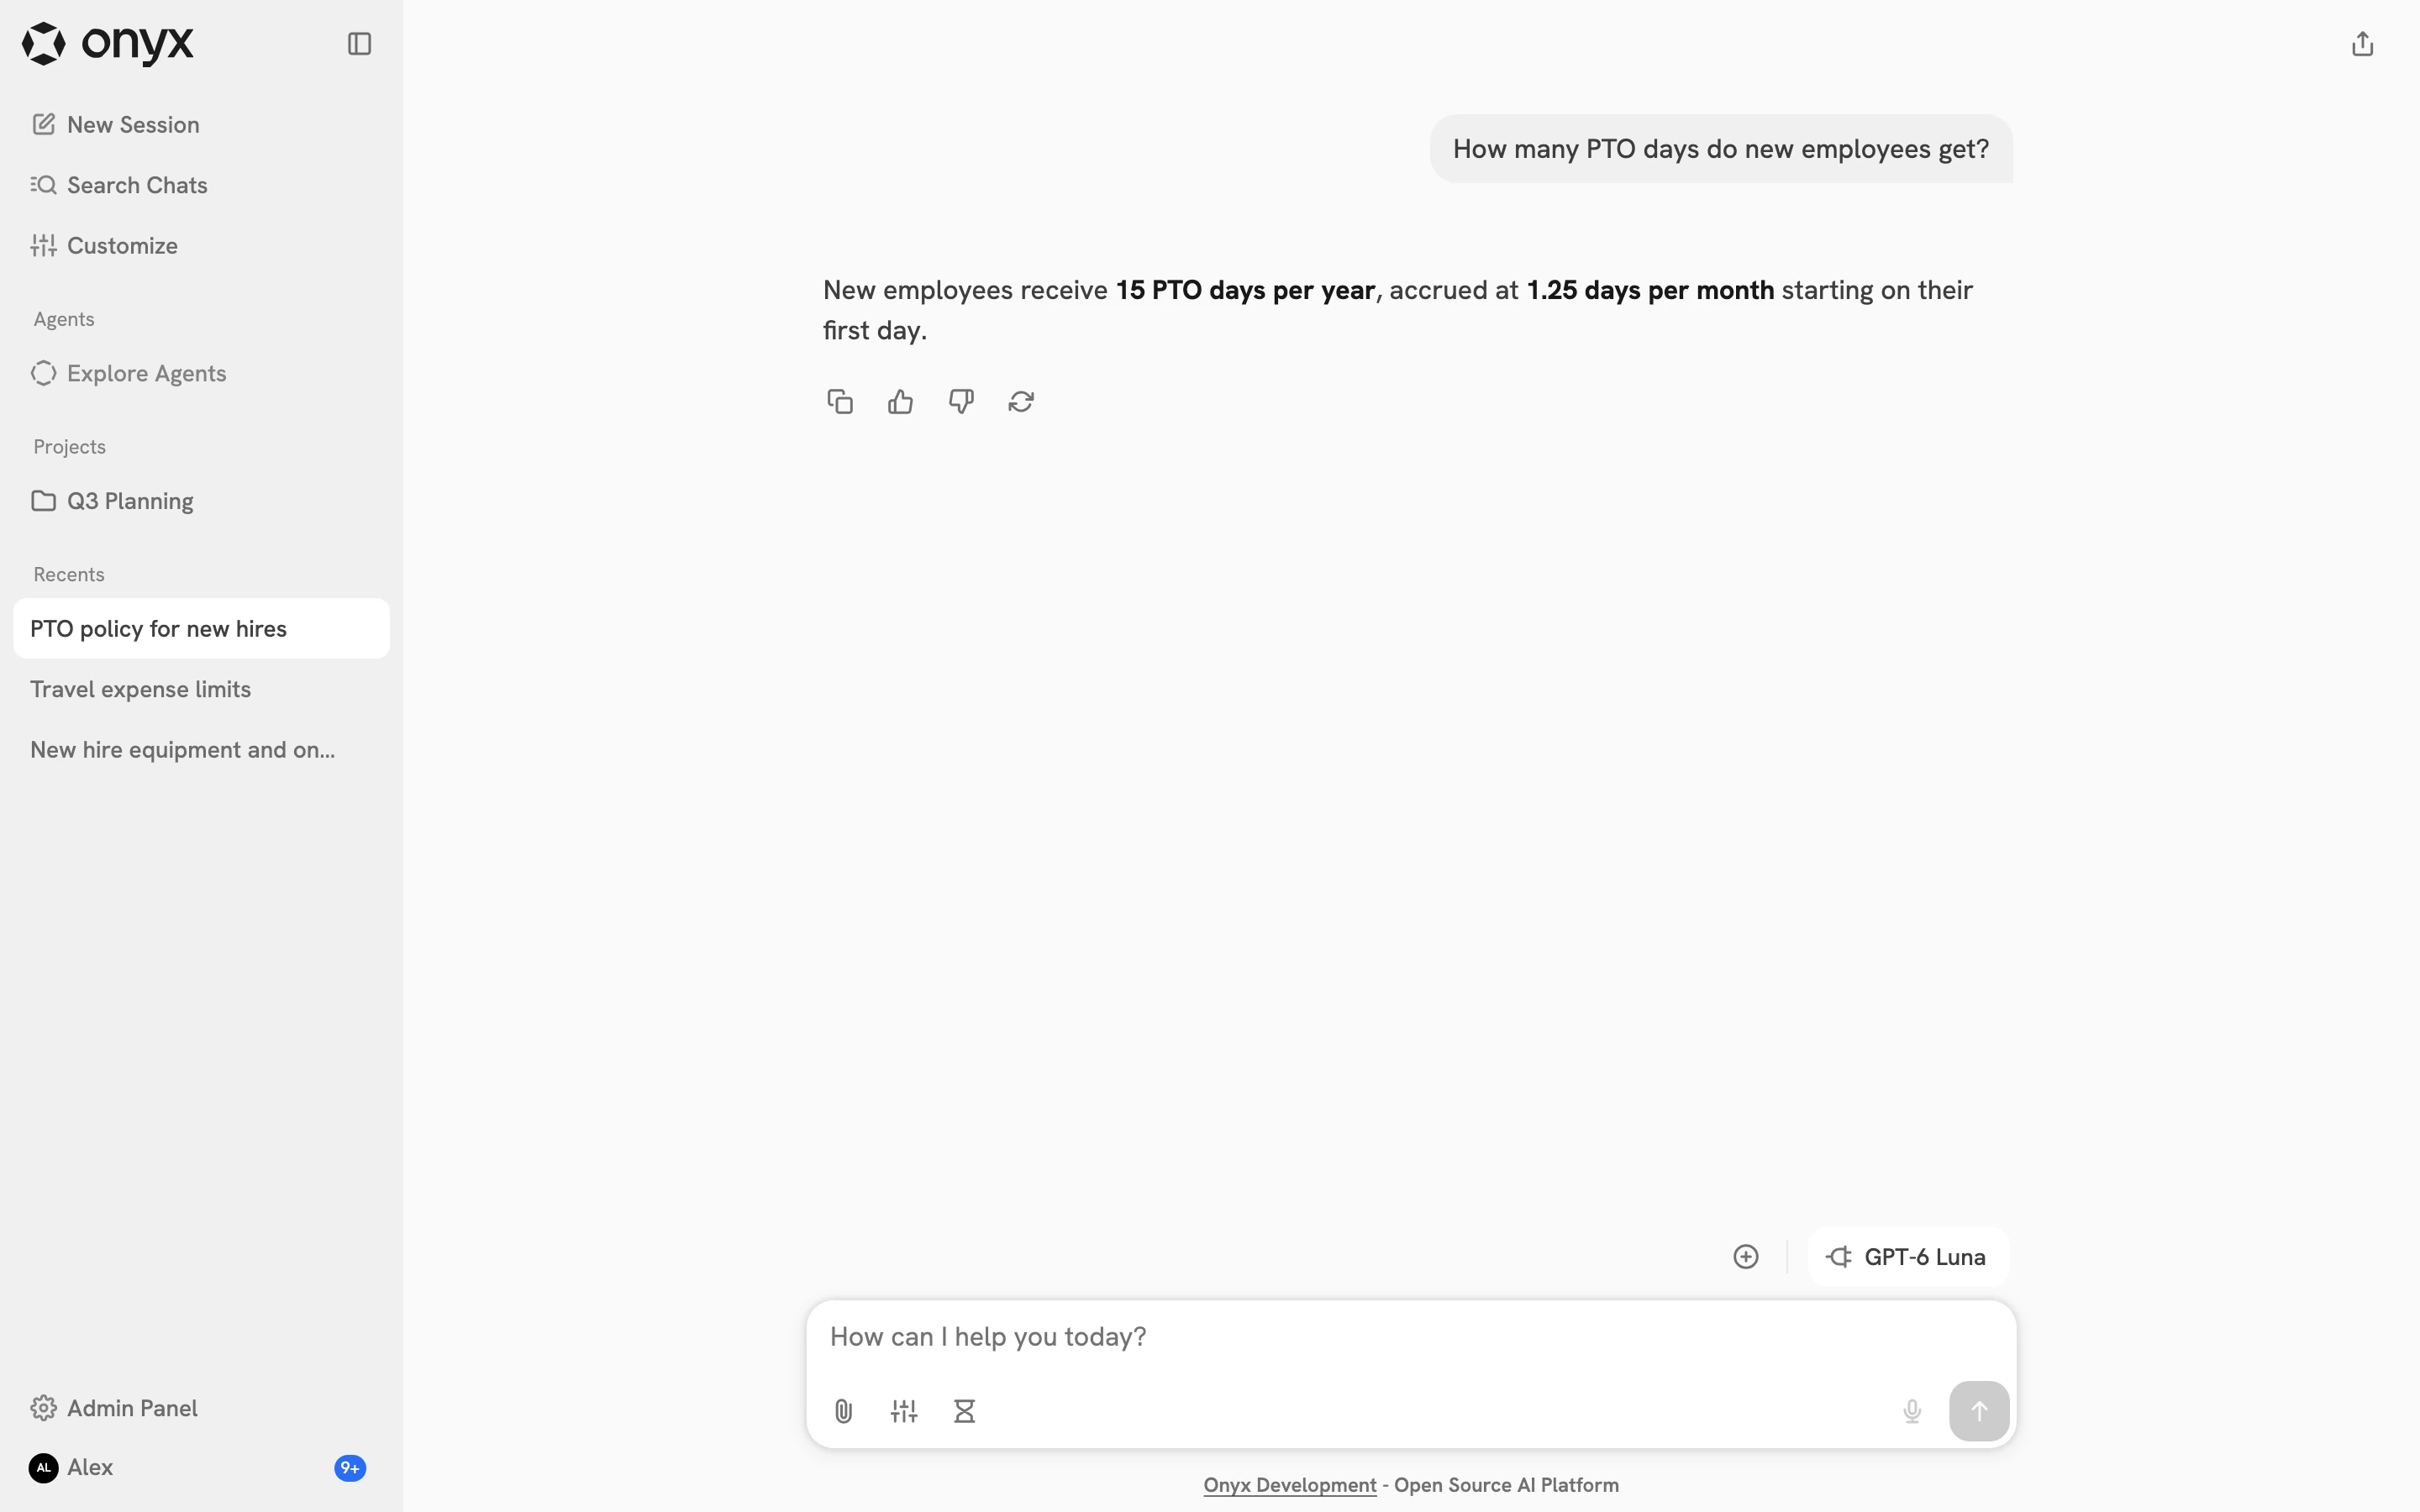 onyx
New Session
Search Chats
Customize
Agents
Explore Agents
Projects
Q3 Planning
Recents
PTO policy for new hires
Travel expense limits
New hire equipment and on...
Admin Panel
AL Alex 9+
How many PTO days do new employees get?
New employees receive 15 PTO days per year, accrued at 1.25 days per month starting on their
first day.
GPT-6 Luna
How can I help you today?
Onyx Development - Open Source AI Platform